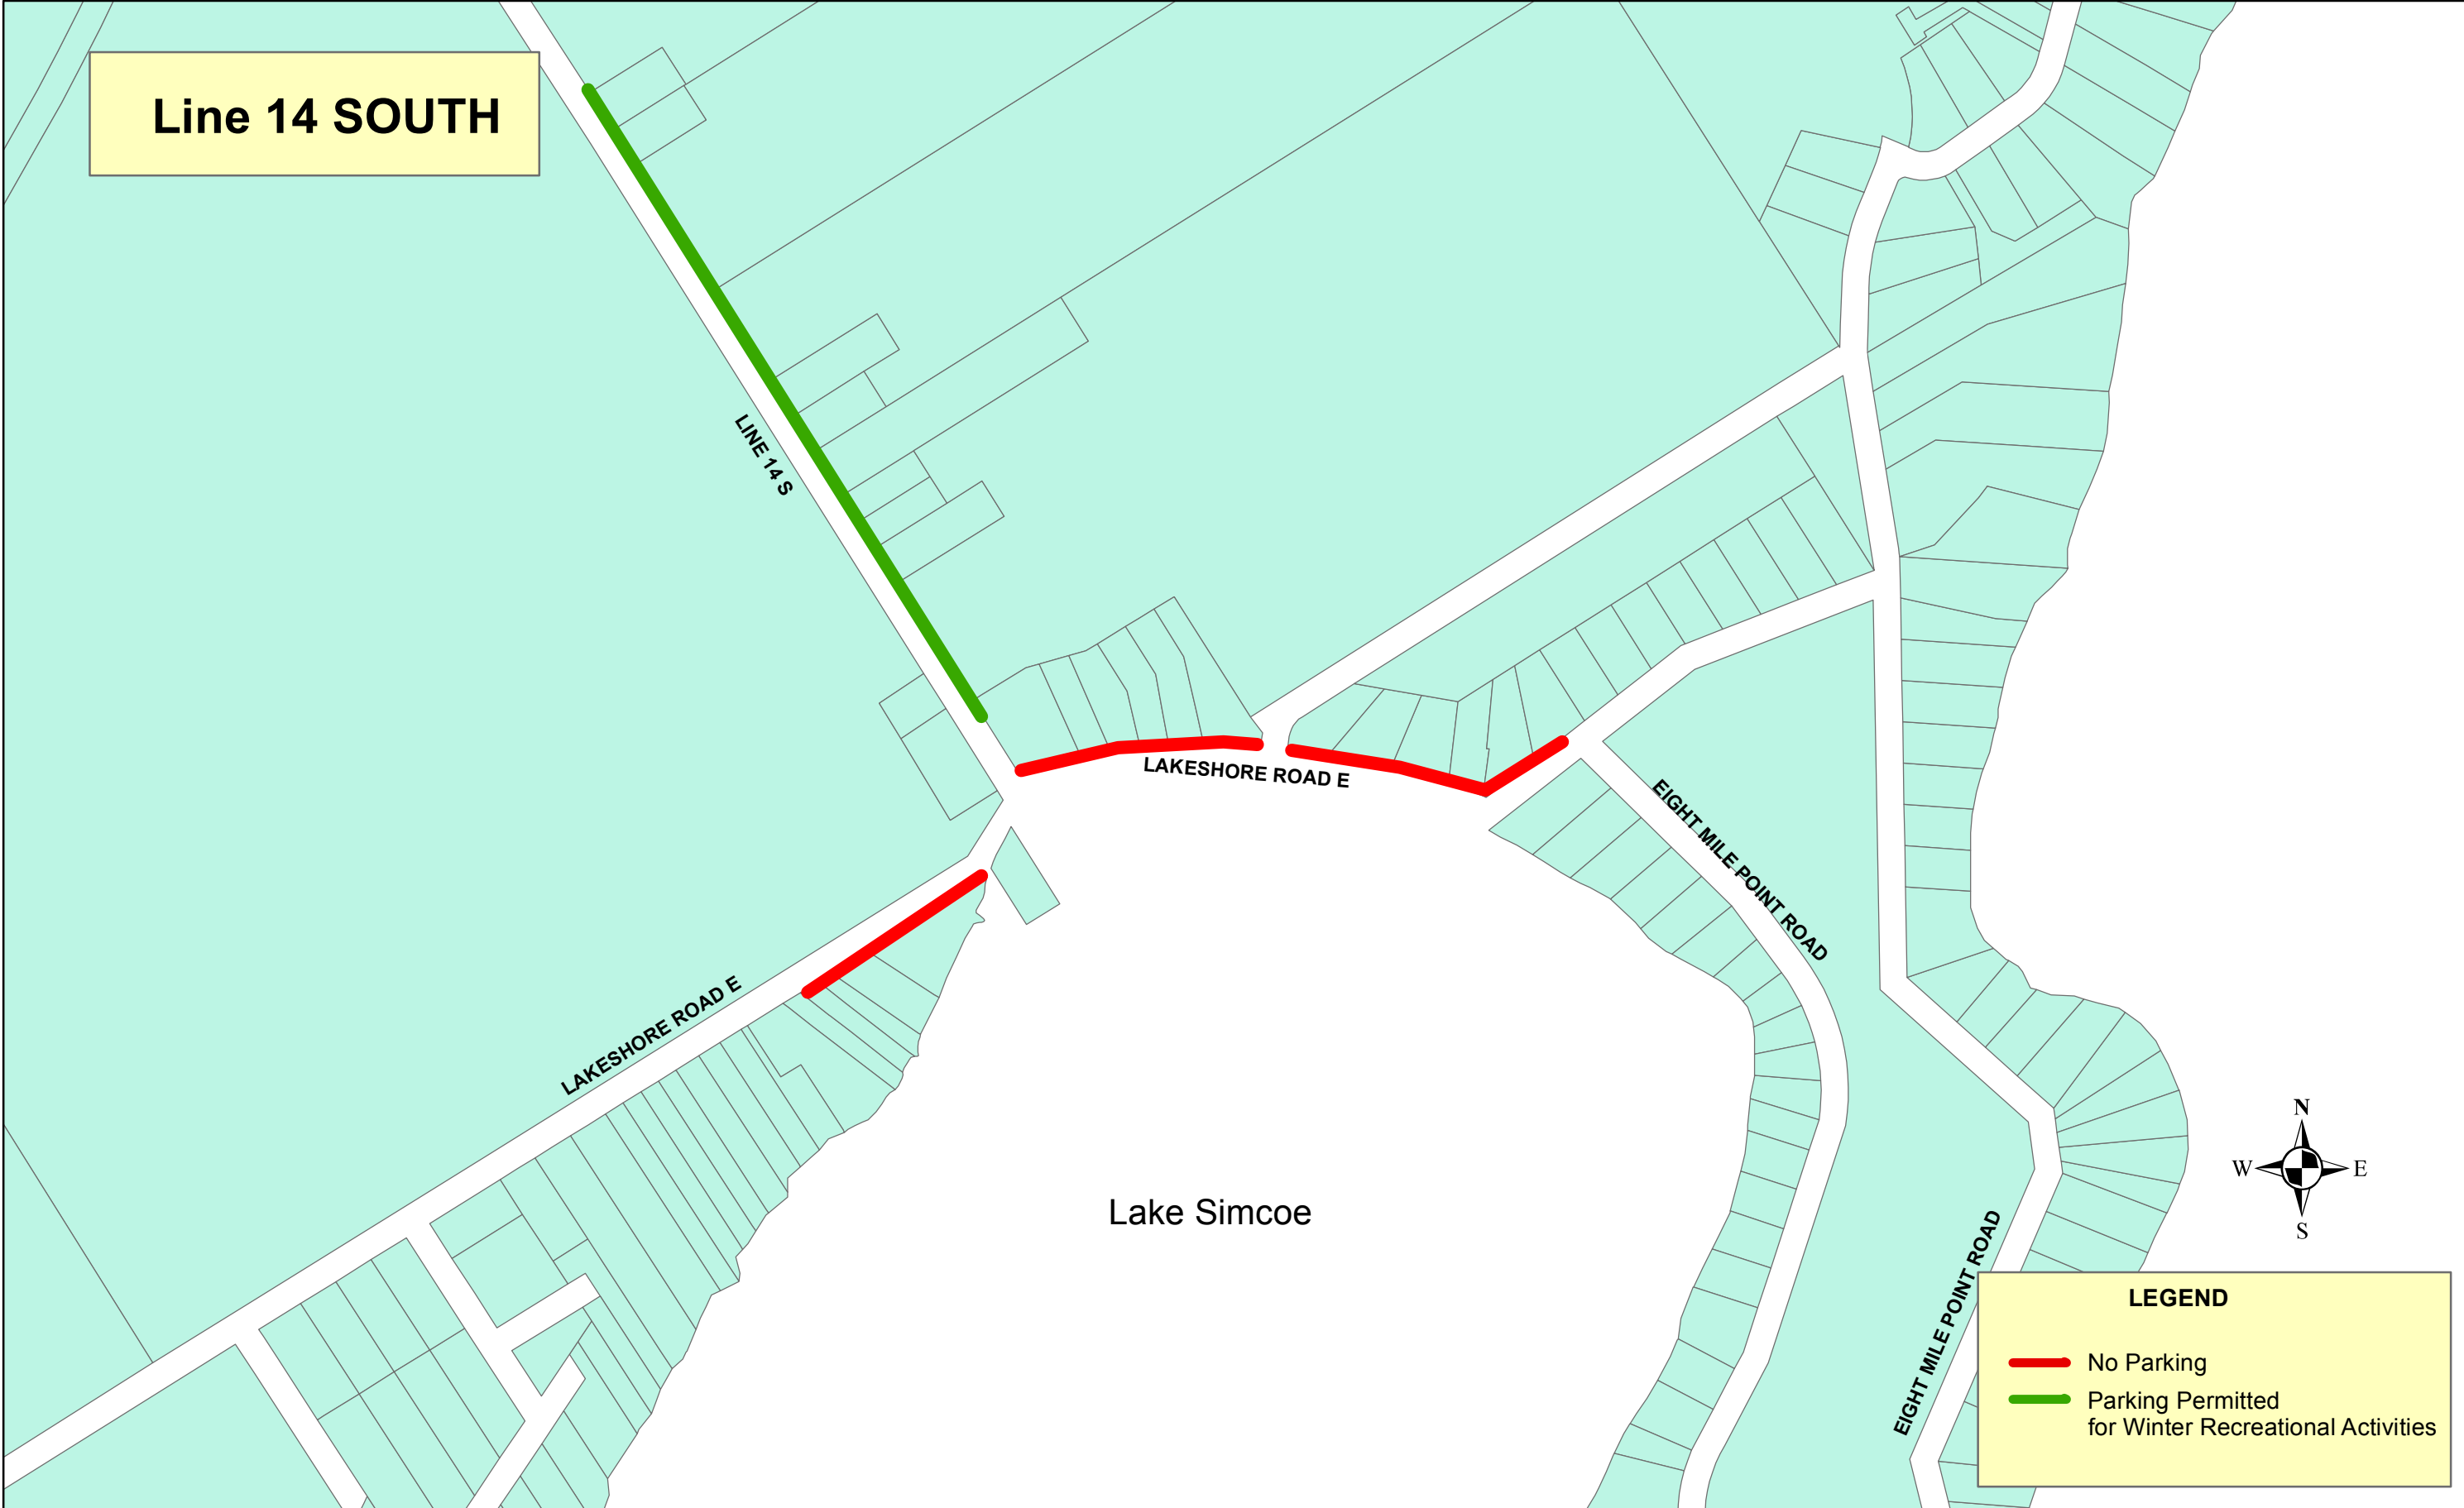 Line 14 SOUTH
LINE 14 S
LAKESHORE ROAD E
EIGHT MILE POINT ROAD
LAKESHORE ROAD E
Lake Simcoe
EIGHT MILE POINT ROAD
N
W E
S
LEGEND
No Parking
Parking Permitted
for Winter Recreational Activities